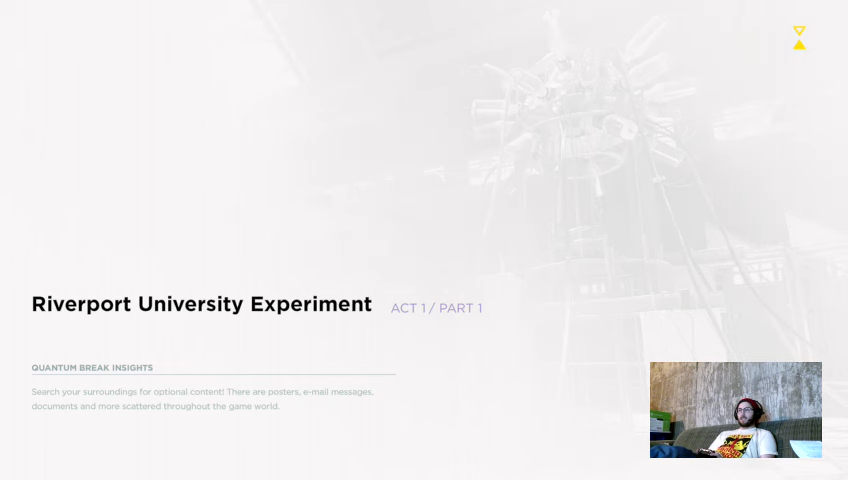 Riverport University Experiment ACT 1 / PART 1
QUANTUM BREAK INSIGHTS
Search your surroundings for optional content! There are posters, e-mail messages,
documents and more scattered throughout the game world.